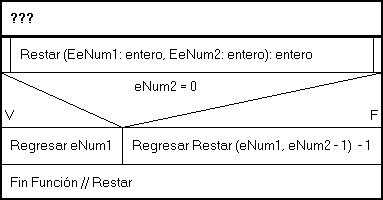 ???
Restar (EeNum1: entero, EeNum2: entero): entero
eNum2 = 0
V
F
Regresar eNum1
Regresar Restar (eNum1, eNum2 - 1) - 1
Fin Función // Restar